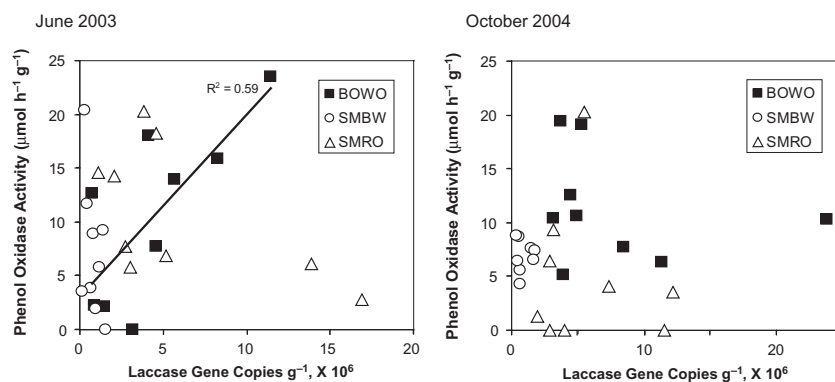 June 2003
October 2004
Phenol Oxidase Activity (μmol h⁻¹ g⁻¹)
25
20
15
10
5
0
R² = 0.59
BOWO
SMBW
SMRO
0
5
10
15
20
Laccase Gene Copies g⁻¹, X 10⁶
Phenol Oxidase Activity (μmol h⁻¹ g⁻¹)
25
20
15
10
5
0
BOWO
SMBW
SMRO
0
5
10
20
Laccase Gene Copies g⁻¹, X 10⁶